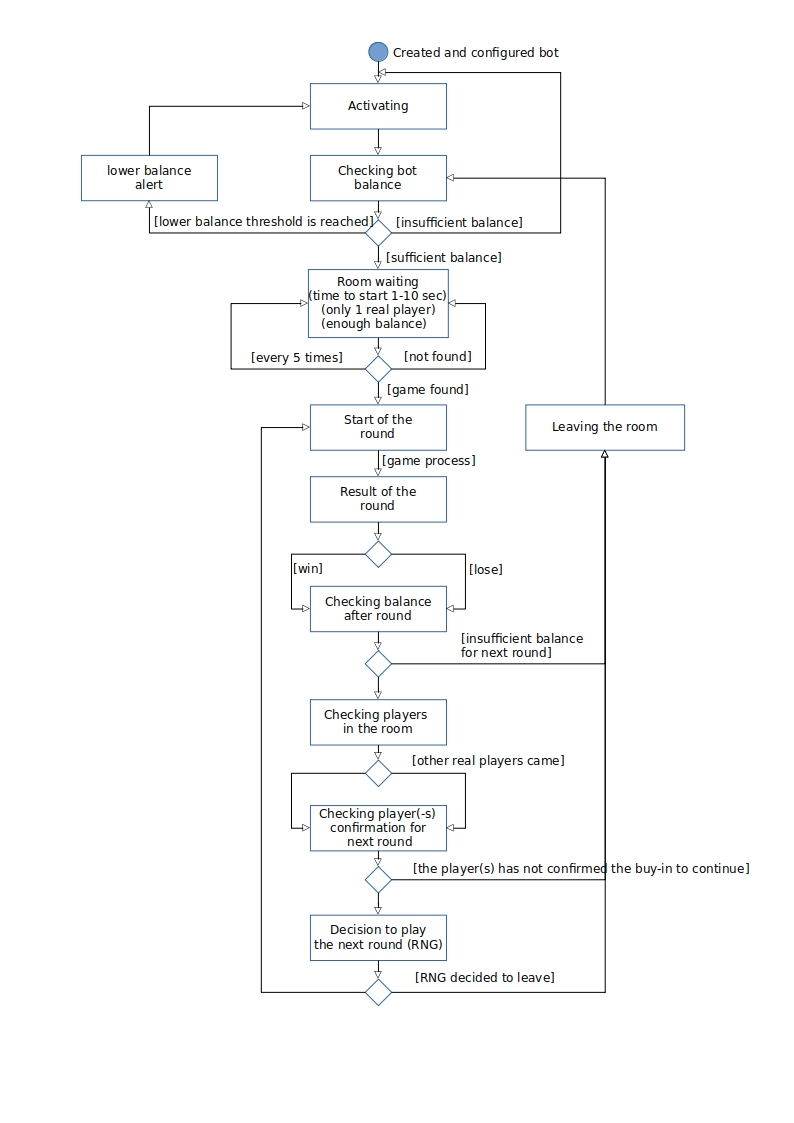 Created and configured bot
Activating
lower balance
alert
Checking bot
balance
[lower balance threshold is reached]
[insufficient balance]
[sufficient balance]
Room waiting
(time to start 1-10 sec)
(only 1 real player)
(enough balance)
[every 5 times]
[not found]
[game found]
Start of the
round
Leaving the room
[game process]
Result of the
round
[win]
[lose]
Checking balance
after round
[insufficient balance
for next round]
Checking players
in the room
[other real players came]
Checking player(-s)
confirmation for
next round
[the player(s) has not confirmed the buy-in to continue]
Decision to play
the next round (RNG)
[RNG decided to leave]